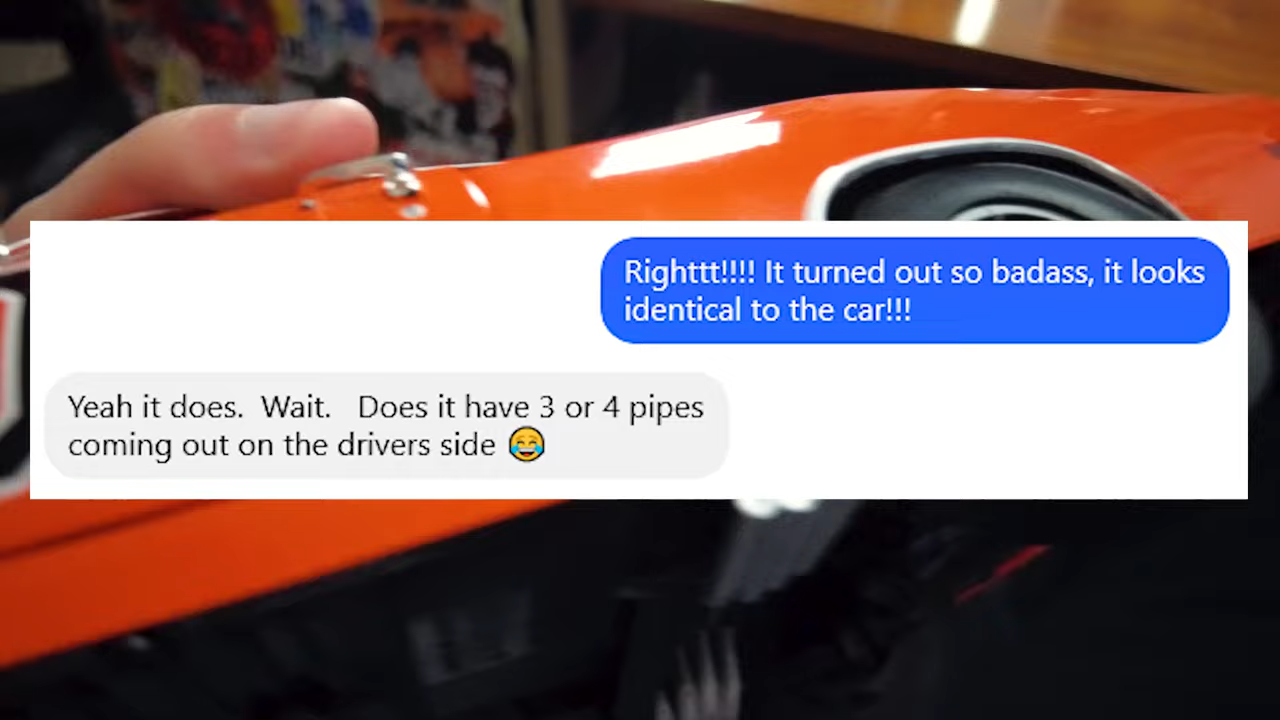 Righttt!!!! It turned out so badass, it looks
identical to the car!!!
Yeah it does.  Wait.   Does it have 3 or 4 pipes
coming out on the drivers side 😂